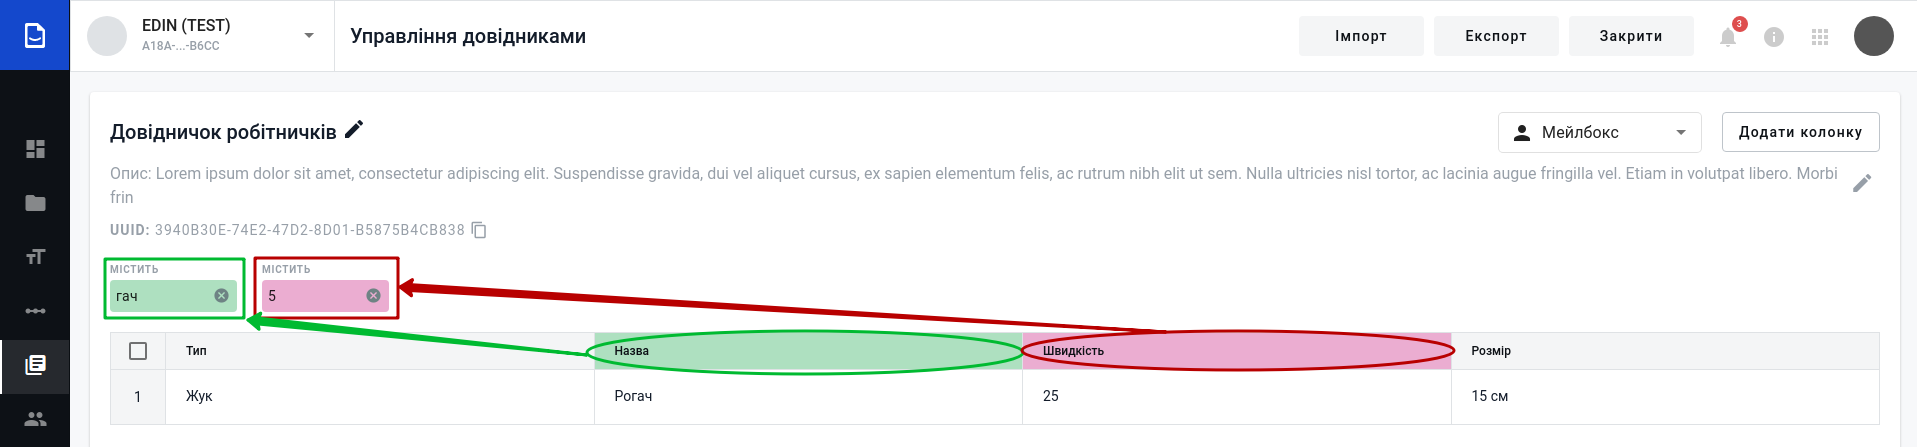 EDIN (TEST)
A18A-...-B6CC
Управління довідниками
Імпорт
Експорт
Закрити
3
Довідничок робітничків
Мейлбокс
Додати колонку
Опис: Lorem ipsum dolor sit amet, consectetur adipiscing elit. Suspendisse gravida, dui vel aliquet cursus, ex sapien elementum felis, ac rutrum nibh elit ut sem. Nulla ultricies nisl tortor, ac lacinia augue fringilla vel. Etiam in volutpat libero. Morbi
frin
UUID: 3940B30E-74E2-47D2-8D01-B5875B4CB838
МІСТИТЬ
гач
МІСТИТЬ
5
Тип
Назва
Швидкість
Розмір
1
Жук
Рогач
25
15 см